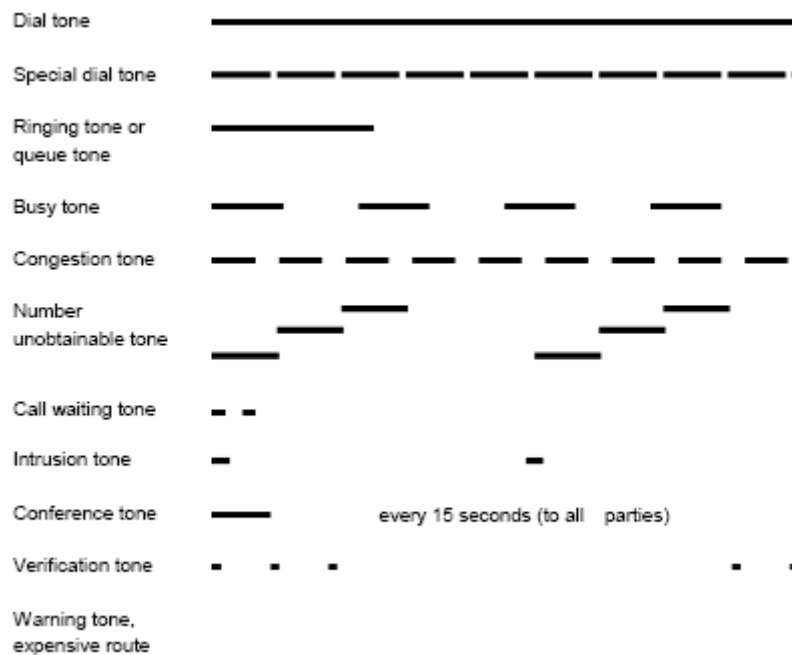 Dial tone
Special dial tone
Ringing tone or
queue tone
Busy tone
Congestion tone
Number
unobtainable tone
Call waiting tone
Intrusion tone
Conference tone every 15 seconds (to all parties)
Verification tone
Warning tone,
expensive route